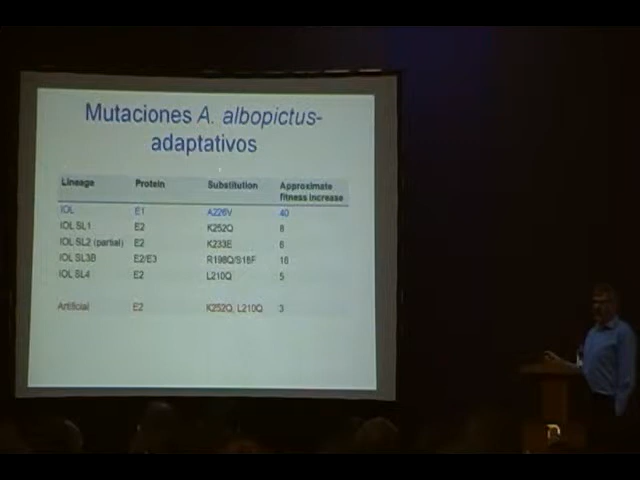 Mutaciones A. albopictus-
adaptativos
Lineage Protein Substitution Approximate
fitness increase
IOL E1 A226V 40
IOL SL1 E2 K252Q 8
IOL SL2 (partial) E2 K233E 6
IOL SL3B E2/E3 R198Q/S18F 16
IOL SL4 E2 L210Q 5
Artificial E2 K252Q, L210Q 3